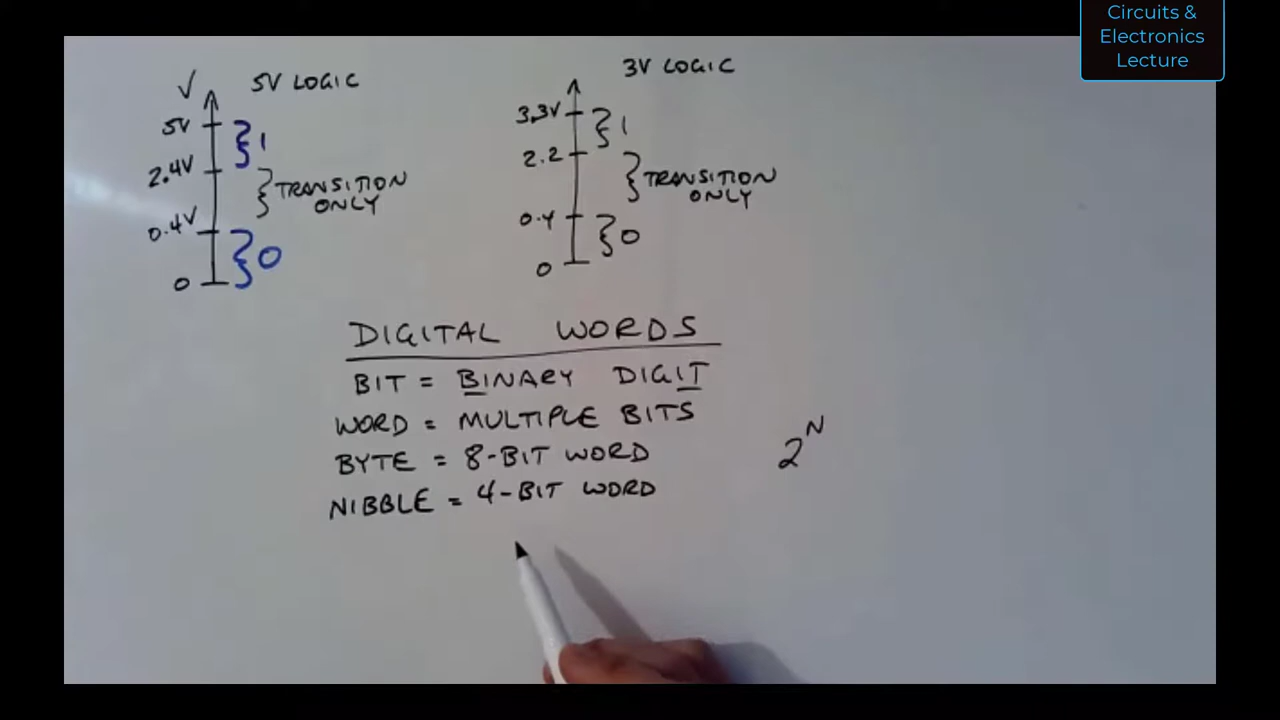 Circuits &
Electronics
Lecture
V
5V LOGIC
5V
1
2.4V
TRANSITION
ONLY
0.4V
0
0
3V LOGIC
3.3V
1
2.2
TRANSITION
ONLY
0.4
0
0
DIGITAL WORDS
BIT = BINARY DIGIT
WORD = MULTIPLE BITS
BYTE = 8-BIT WORD
NIBBLE = 4-BIT WORD
2^N